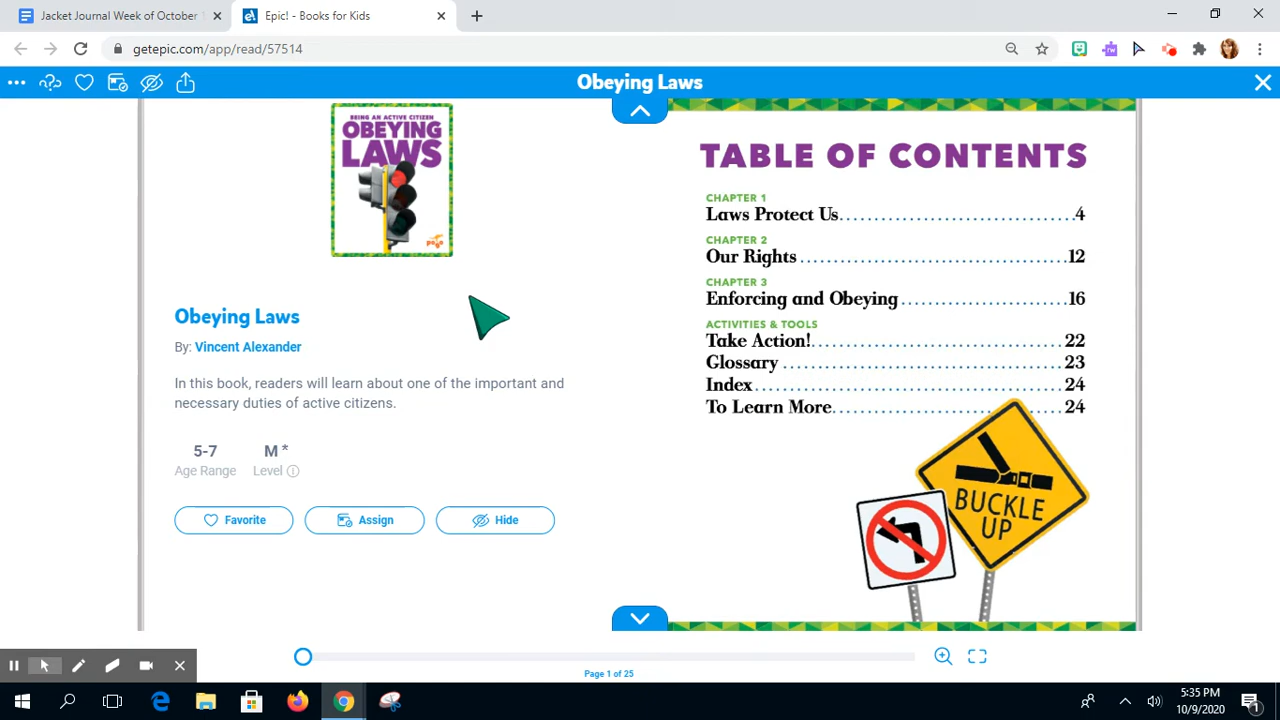 Jacket Journal Week of October
Epic! - Books for Kids
getepic.com/app/read/57514
rw
Obeying Laws
BEING AN ACTIVE CITIZEN
OBEYING
LAWS
pogo
Obeying Laws
By: Vincent Alexander
In this book, readers will learn about one of the important and
necessary duties of active citizens.
5-7
Age Range
M *
Level
Favorite
Assign
Hide
TABLE OF CONTENTS
CHAPTER 1
Laws Protect Us 4
CHAPTER 2
Our Rights 12
CHAPTER 3
Enforcing and Obeying 16
ACTIVITIES & TOOLS
Take Action! 22
Glossary 23
Index 24
To Learn More 24
BUCKLE
UP
Page 1 of 25
5:35 PM
10/9/2020
1